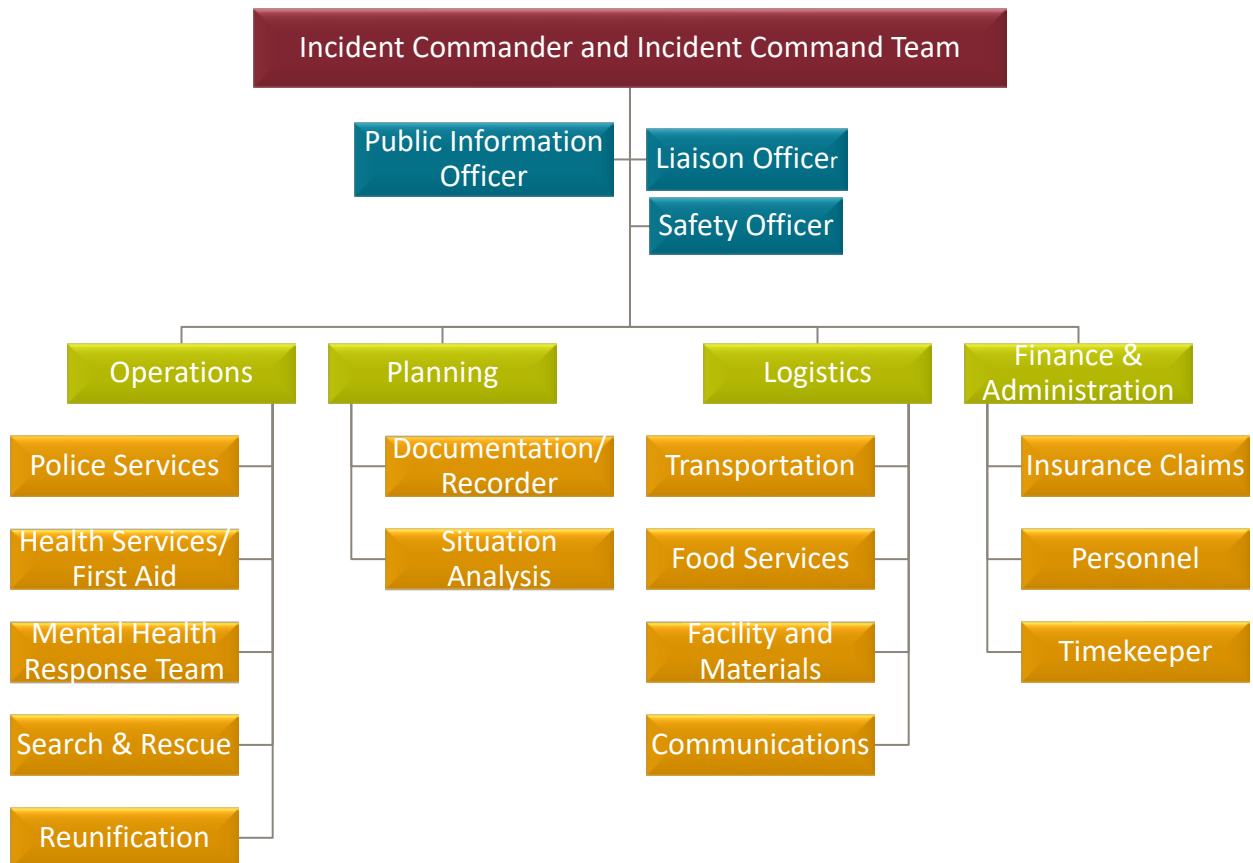 Incident Commander and Incident Command Team
Public Information
Officer
Liaison Officer
Safety Officer
Operations
Planning
Logistics
Finance &
Administration
Police Services
Health Services/
First Aid
Mental Health
Response Team
Search & Rescue
Reunification
Documentation/
Recorder
Situation
Analysis
Transportation
Food Services
Facility and
Materials
Communications
Insurance Claims
Personnel
Timekeeper